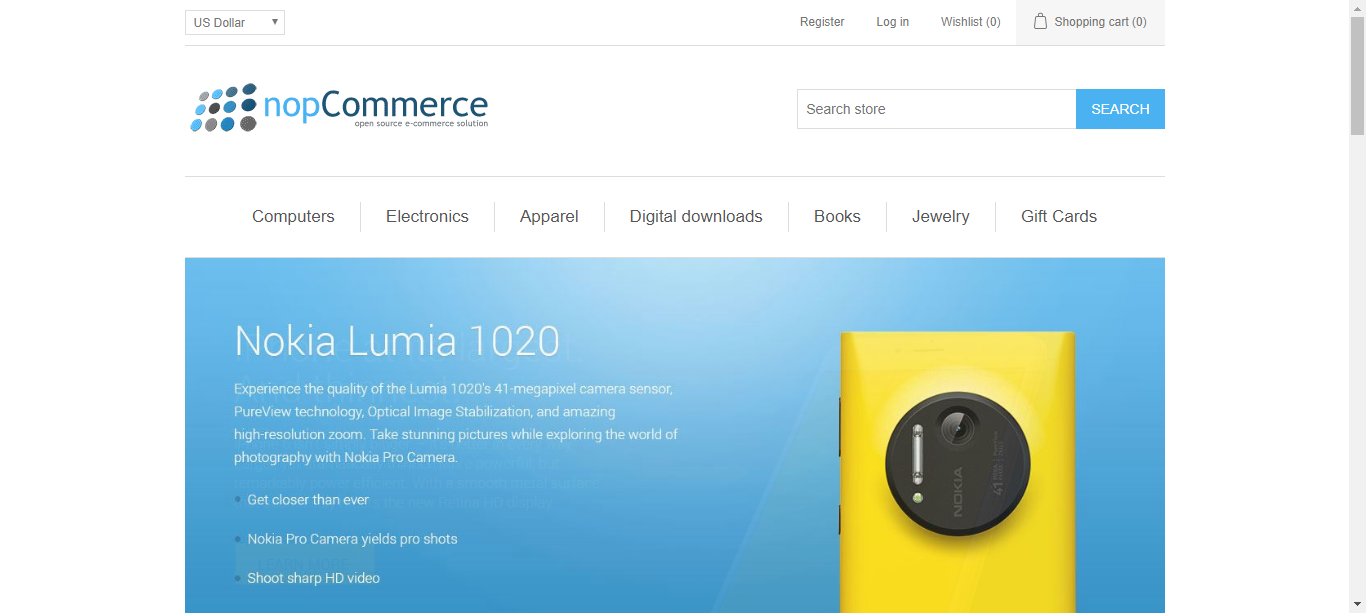 US Dollar
Register
Log in
Wishlist (0)
Shopping cart (0)
nopCommerce
open source e-commerce solution
Search store
SEARCH
Computers
Electronics
Apparel
Digital downloads
Books
Jewelry
Gift Cards
Nokia Lumia 1020
Experience the quality of the Lumia 1020's 41-megapixel camera sensor,
PureView technology, Optical Image Stabilization, and amazing
high-resolution zoom. Take stunning pictures while exploring the world of
photography with Nokia Pro Camera.
Get closer than ever
Nokia Pro Camera yields pro shots
Shoot sharp HD video
NOKIA
41